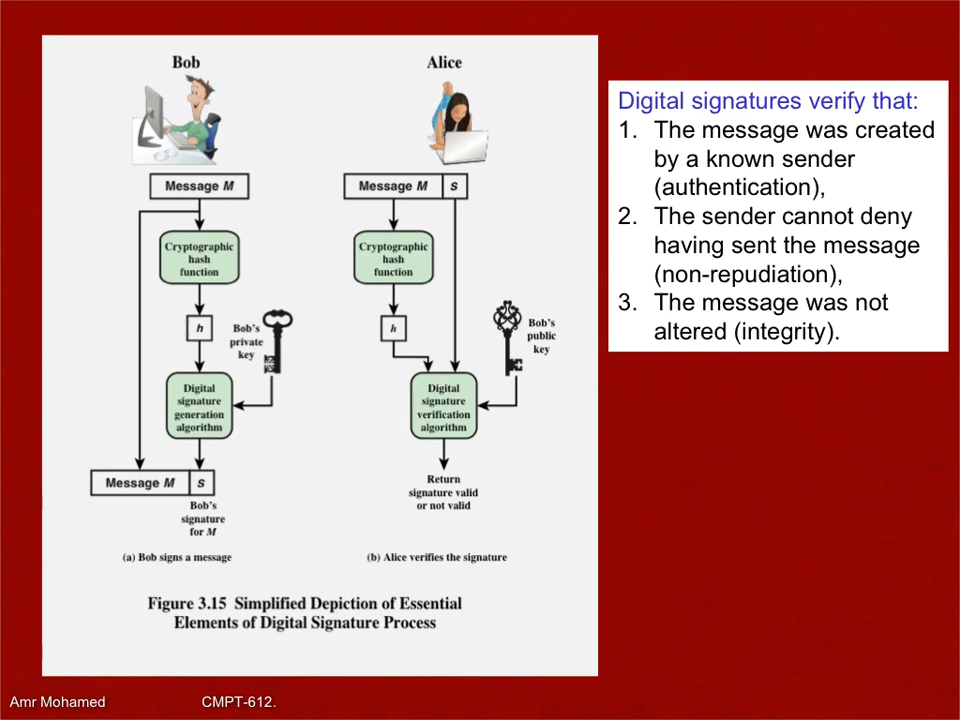 Bob
Message M
Cryptographic
hash
function
h
Bob's
private
key
Digital
signature
generation
algorithm
Message M S
Bob's
signature
for M
(a) Bob signs a message
Alice
Message M S
Cryptographic
hash
function
h
Bob's
public
key
Digital
signature
verification
algorithm
Return
signature valid
or not valid
(b) Alice verifies the signature
Figure 3.15 Simplified Depiction of Essential
Elements of Digital Signature Process
Digital signatures verify that:
1. The message was created
by a known sender
(authentication),
2. The sender cannot deny
having sent the message
(non-repudiation),
3. The message was not
altered (integrity).
Amr Mohamed CMPT-612.